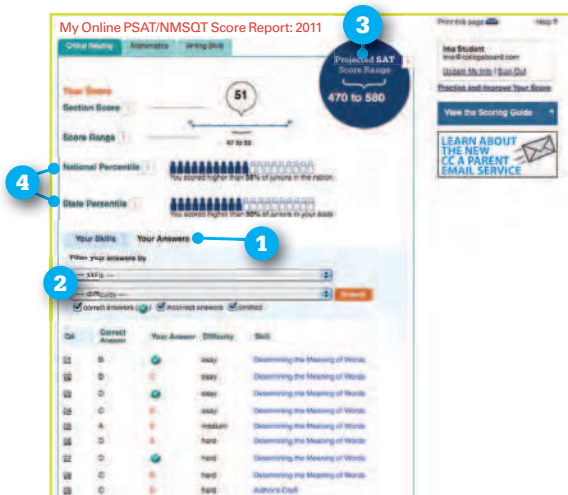 My Online PSAT/NMSQT Score Report: 2011
Print this page
Help ?
3
Critical Reading
Mathematics
Writing Skills
Projected SAT
Score Range
470 to 580
Ima Student
Update My Info | Sign Out
Practice and Improve Your Score
View the Scoring Guide
LEARN ABOUT
THE NEW
CC A PARENT
EMAIL SERVICE
Your Score
Section Score
51
Score Range
47 to 55
4
National Percentile
You scored higher than 58% of juniors in the nation
State Percentile
You scored higher than 50% of juniors in your state
Your Skills
Your Answers
1
Filter your answers by
2
--- skills ---
--- difficulty ---
correct answers ( ) incorrect answers omitted
Correct
Answer
Your Answer
Difficulty
Skill
B easy Determining the Meaning of Words
easy Determining the Meaning of Words
D easy Determining the Meaning of Words
C easy Determining the Meaning of Words
A medium Determining the Meaning of Words
D hard Determining the Meaning of Words
D hard Determining the Meaning of Words
C hard Determining the Meaning of Words
C hard Author's Craft